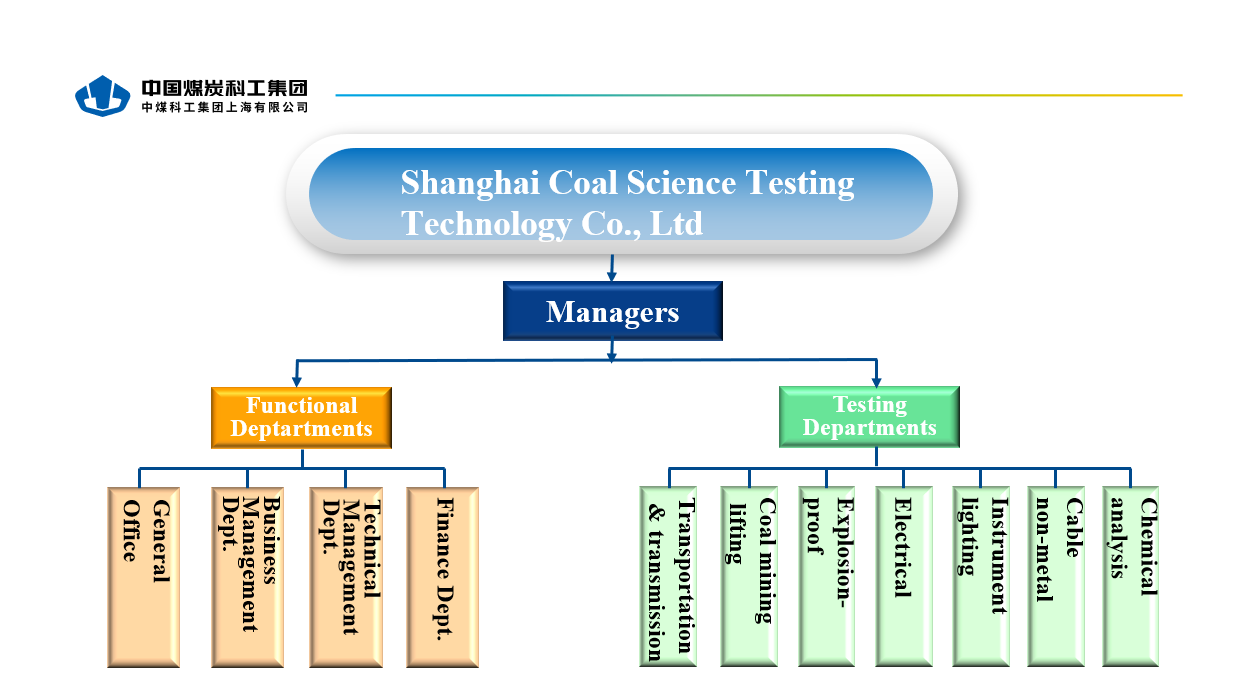 中国煤炭科工集团
中煤科工集团上海有限公司
Shanghai Coal Science Testing
Technology Co., Ltd
Managers
Functional
Deptartments
Testing
Departments
General
Office
Business
Management
Dept.
Technical
Management
Dept.
Finance Dept.
Transportation
& transmission
Coal mining
lifting
Explosion-
proof
Electrical
Instrument
lighting
Cable
non-metal
Chemical
analysis